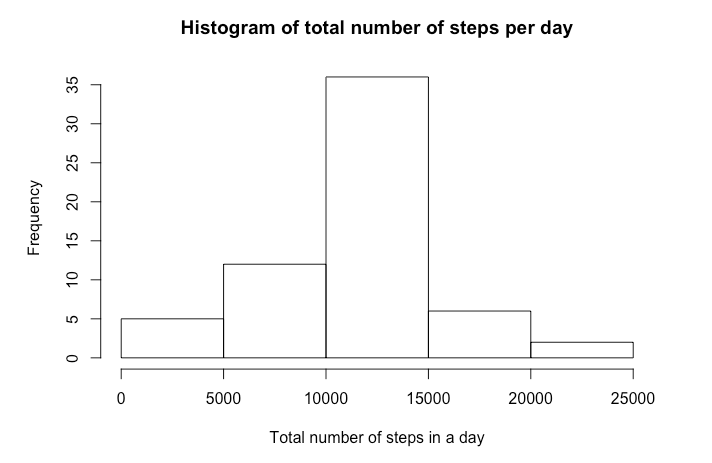 Histogram of total number of steps per day
Frequency
35
30
25
20
15
10
5
0
0 5000 10000 15000 20000 25000
Total number of steps in a day